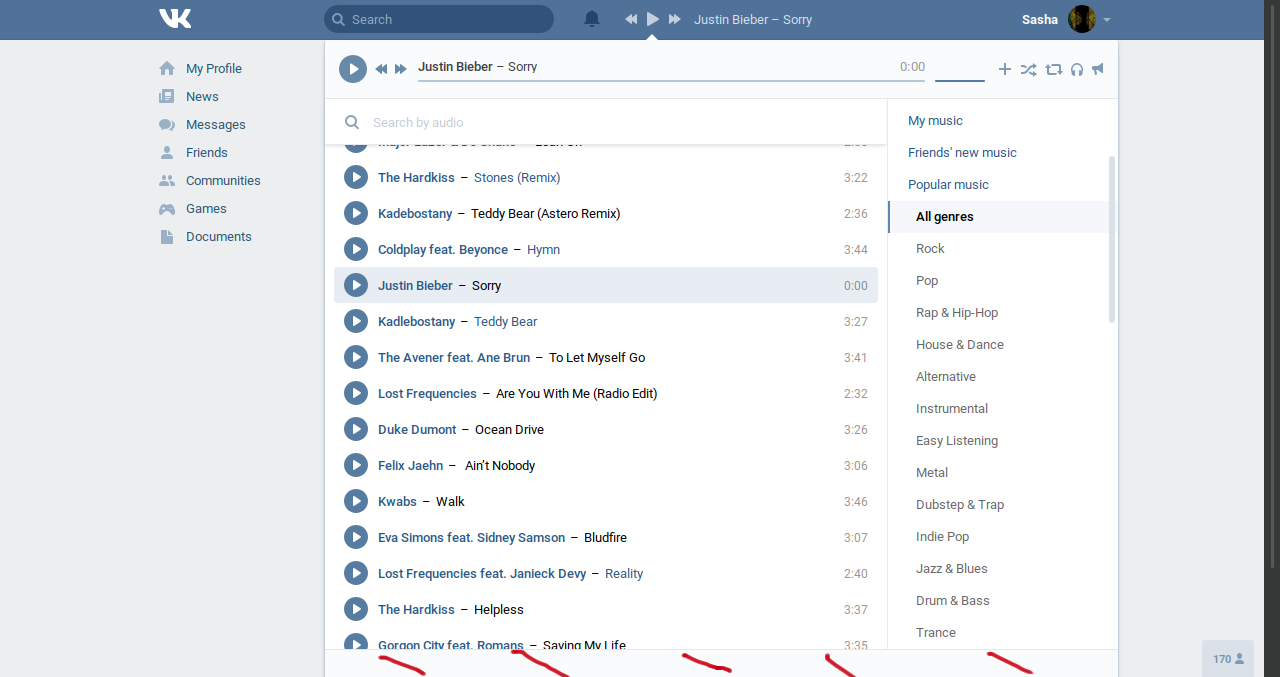 VK
Search
Justin Bieber – Sorry
Sasha
My Profile
News
Messages
Friends
Communities
Games
Documents
Justin Bieber – Sorry 0:00
Search by audio
The Hardkiss – Stones (Remix) 3:22
Kadebostany – Teddy Bear (Astero Remix) 2:36
Coldplay feat. Beyonce – Hymn 3:44
Justin Bieber – Sorry 0:00
Kadlebostany – Teddy Bear 3:27
The Avener feat. Ane Brun – To Let Myself Go 3:41
Lost Frequencies – Are You With Me (Radio Edit) 2:32
Duke Dumont – Ocean Drive 3:26
Felix Jaehn – Ain't Nobody 3:06
Kwabs – Walk 3:46
Eva Simons feat. Sidney Samson – Bludfire 3:07
Lost Frequencies feat. Janieck Devy – Reality 2:40
The Hardkiss – Helpless 3:37
Gorgon City feat. Romans – Saving My Life 3:35
My music
Friends' new music
Popular music
All genres
Rock
Pop
Rap & Hip-Hop
House & Dance
Alternative
Instrumental
Easy Listening
Metal
Dubstep & Trap
Indie Pop
Jazz & Blues
Drum & Bass
Trance
170